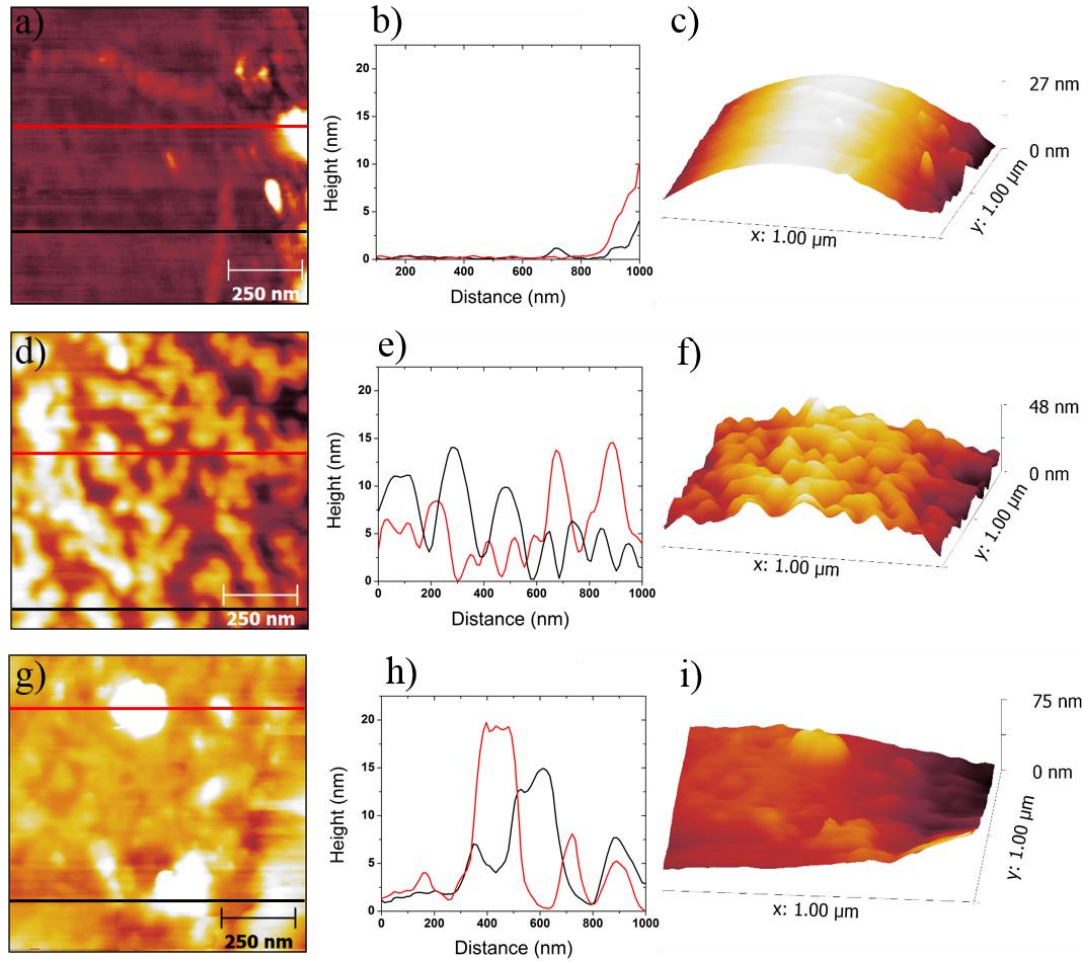 a)
250 nm
b)
Height (nm)
20
15
10
5
0
200
400
600
800
1000
Distance (nm)
c)
27 nm
0 nm
x: 1.00 µm
y: 1.00 µm
d)
250 nm
e)
Height (nm)
20
15
10
5
0
0
200
400
600
800
1000
Distance (nm)
f)
48 nm
0 nm
x: 1.00 µm
y: 1.00 µm
g)
250 nm
h)
Height (nm)
20
15
10
5
0
0
200
400
600
800
1000
Distance (nm)
i)
75 nm
0 nm
x: 1.00 µm
y: 1.00 µm